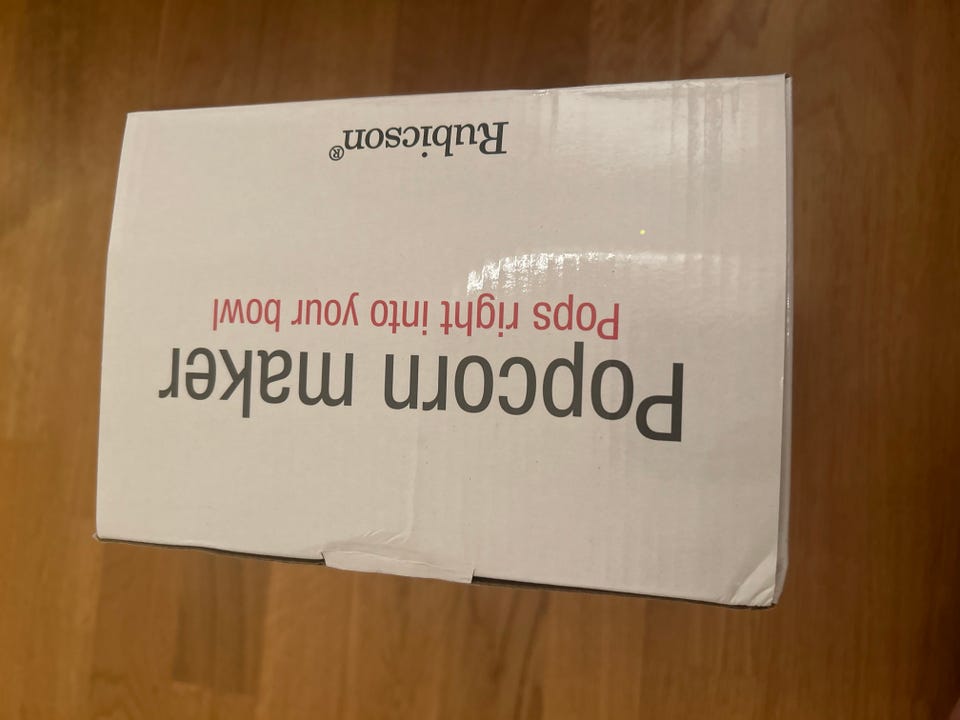 Popcorn maker
Pops right into your bowl
Rubicson®